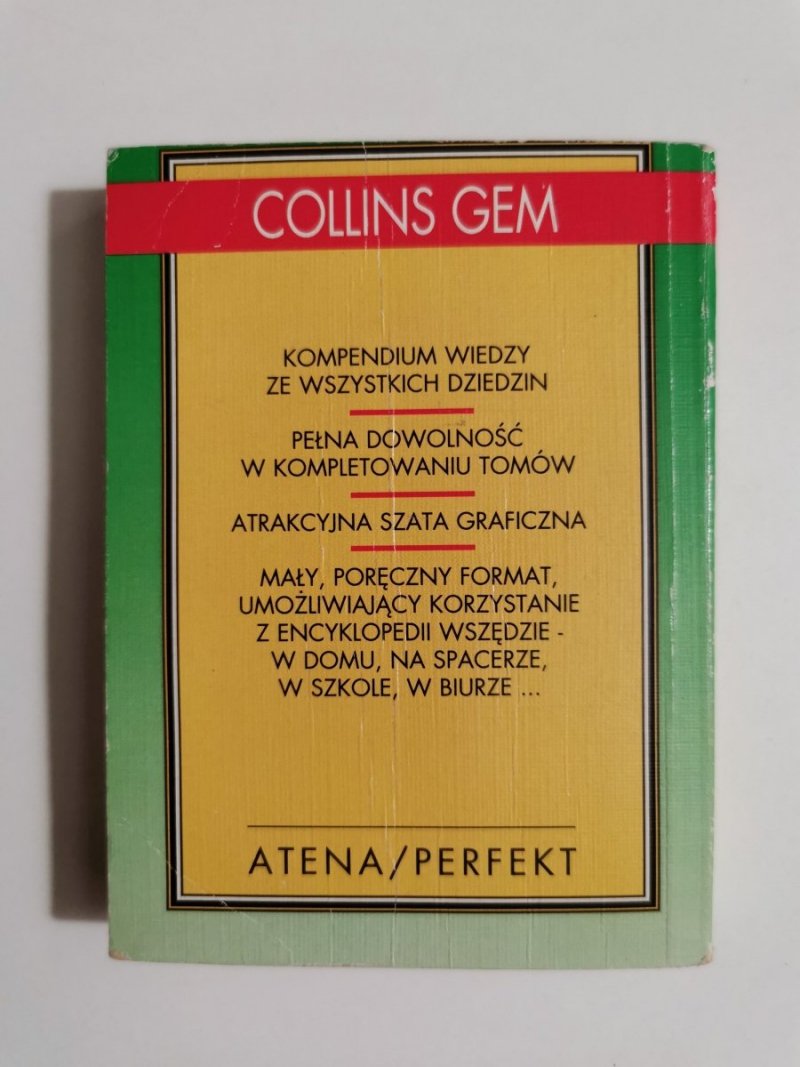 COLLINS GEM
KOMPENDIUM WIEDZY
ZE WSZYSTKICH DZIEDZIN
PEŁNA DOWOLNOŚĆ
W KOMPLETOWANIU TOMÓW
ATRAKCYJNA SZATA GRAFICZNA
MAŁY, PORĘCZNY FORMAT,
UMOŻLIWIAJĄCY KORZYSTANIE
Z ENCYKLOPEDII WSZĘDZIE -
W DOMU, NA SPACERZE,
W SZKOLE, W BIURZE ...
ATENA/PERFEKT